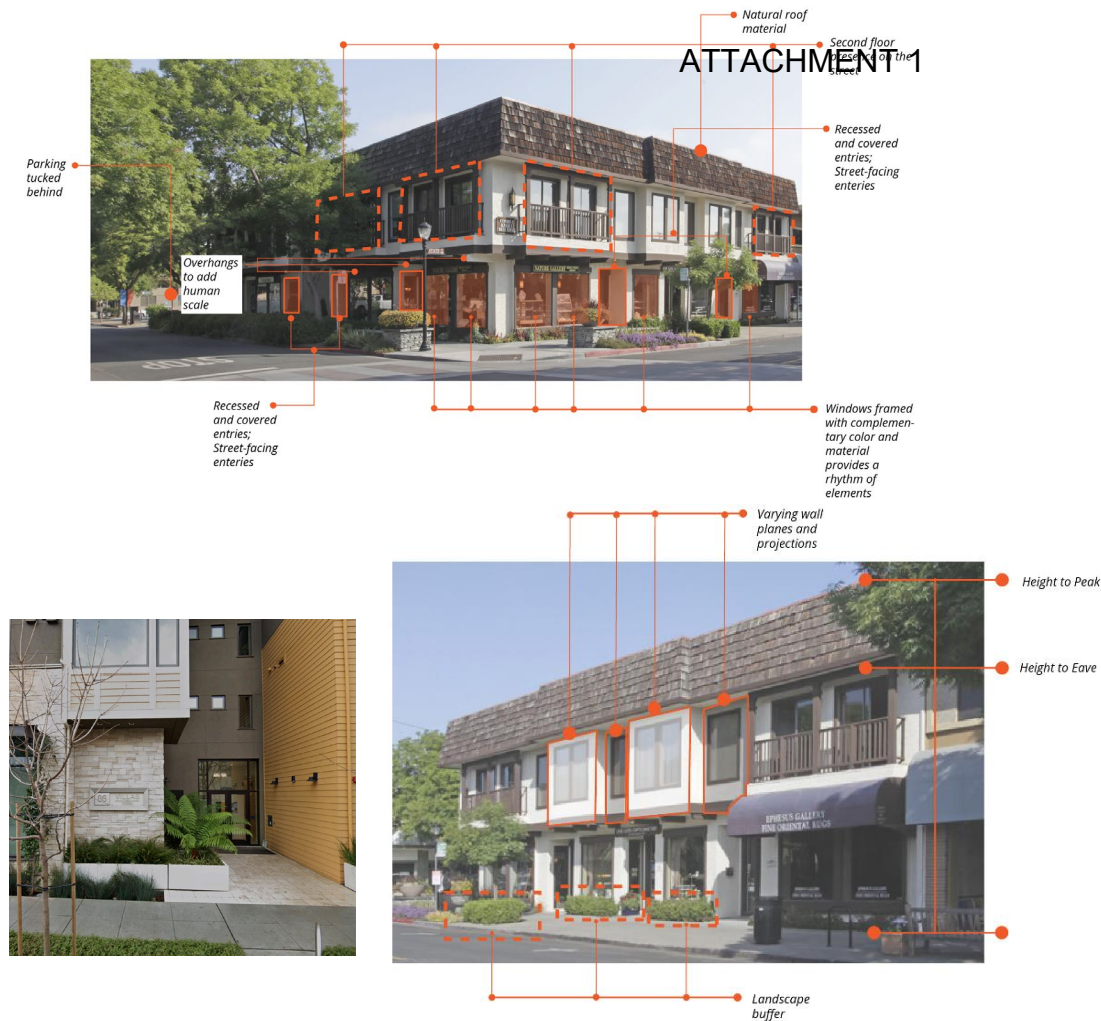 Natural roof
material
Second floor
presence on the
street
ATTACHMENT 1
Recessed
and covered
entries;
Street-facing
enteries
Parking
tucked
behind
Overhangs
to add
human
scale
STOP
Recessed
and covered
entries;
Street-facing
enteries
Windows framed
with complemen-
tary color and
material
provides a
rhythm of
elements
Varying wall
planes and
projections
Height to Peak
Height to Eave
EPHESUS GALLERY
FINE ORIENTAL RUGS
Landscape
buffer